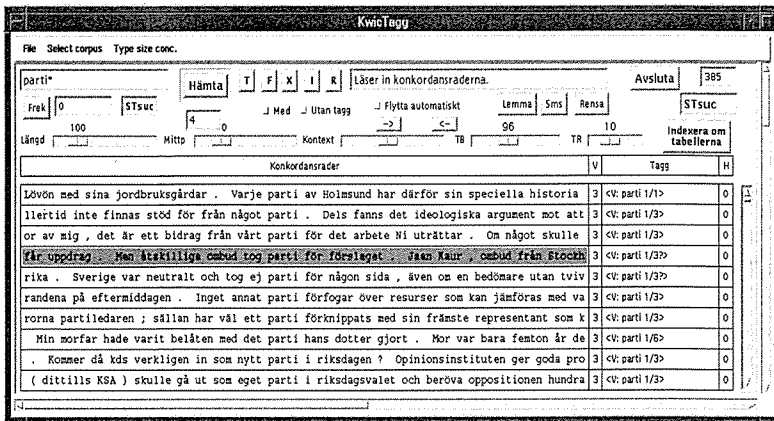 KwicTagg
File Select corpus Type size conc.
parti* Hämta T F X I R Läser in konkordansraderna. Avsluta 385
Frek 0 STsuc 4 Med Utan tagg Flytta automatiskt Lemma Sms Rensa STsuc
100 0 -> <- 96 10 Indexera om tabellerna
Längd Mittp Kontext TB TR
Konkordansrader V Tagg H
Lövön med sina jordbruksgårdar . Varje parti av Holmsund har därför sin speciella historia 3 <V: parti 1/1> 0
llertid inte finnas stöd för från något parti . Dels fanns det ideologiska argument mot att 3 <V: parti 1/3> 0
or av mig , det är ett bidrag från vårt parti för det arbete Ni uträttar . Om något skulle 3 <V: parti 1/3> 0
får uppdrag . Men åtskilliga ombud tog parti för förslaget . Jaan Kaur , ombud från Stockh 3 <V: parti 1/3?> 0
rika . Sverige var neutralt och tog ej parti för någon sida , även om en bedömare utan tviv 3 <V: parti 1/3?> 0
randena på eftermiddagen . Inget annat parti förfogar över resurser som kan jämföras med va 3 <V: parti 1/3> 0
rorna partiledaren ; sällan har väl ett parti förknippats med sin främste representant som k 3 <V: parti 1/3> 0
Min morfar hade varit belåten med det parti hans dotter gjort . Mor var bara femton år de 3 <V: parti 1/6> 0
. Kommer då kds verkligen in som nytt parti i riksdagen ? Opinionsinstituten ger goda pro 3 <V: parti 1/3> 0
( dittills KSA ) skulle gå ut som eget parti i riksdagsvalet och beröva oppositionen hundra 3 <V: parti 1/3> 0